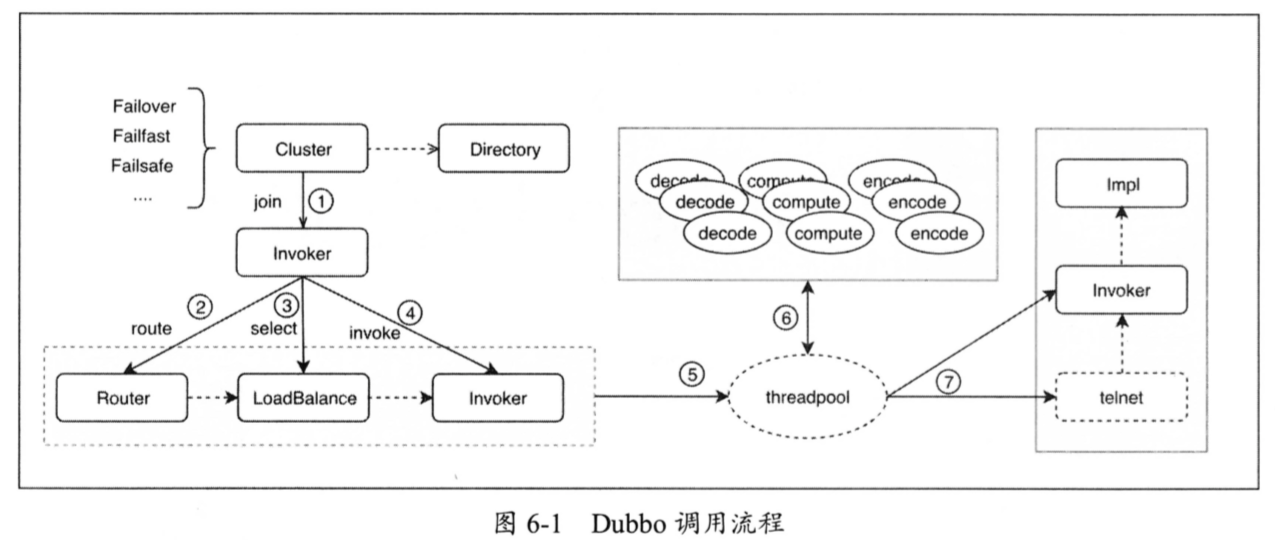 Failover
Failfast
Failsafe
....
Cluster
Directory
join
①
Invoker
②
③
④
route
select
invoke
Router
LoadBalance
Invoker
⑤
decode
compute
encode
decode
compute
encode
decode
compute
encode
⑥
threadpool
⑦
Impl
Invoker
telnet
图 6-1 Dubbo 调用流程